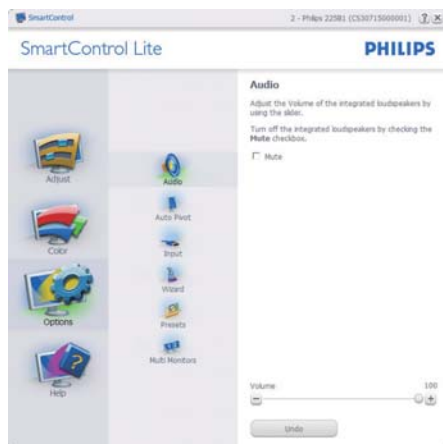 SmartControl
2 - Philips 225B1 (CS30715000001)
SmartControl Lite
PHILIPS
Adjust
Color
Options
Help
Audio
Auto Pivot
Input
Wizard
Presets
Multi Monitors
Audio
Adjust the Volume of the integrated loudspeakers by
using the slider.
Turn off the integrated loudspeakers by checking the
Mute checkbox.
Mute
Volume
100
Undo